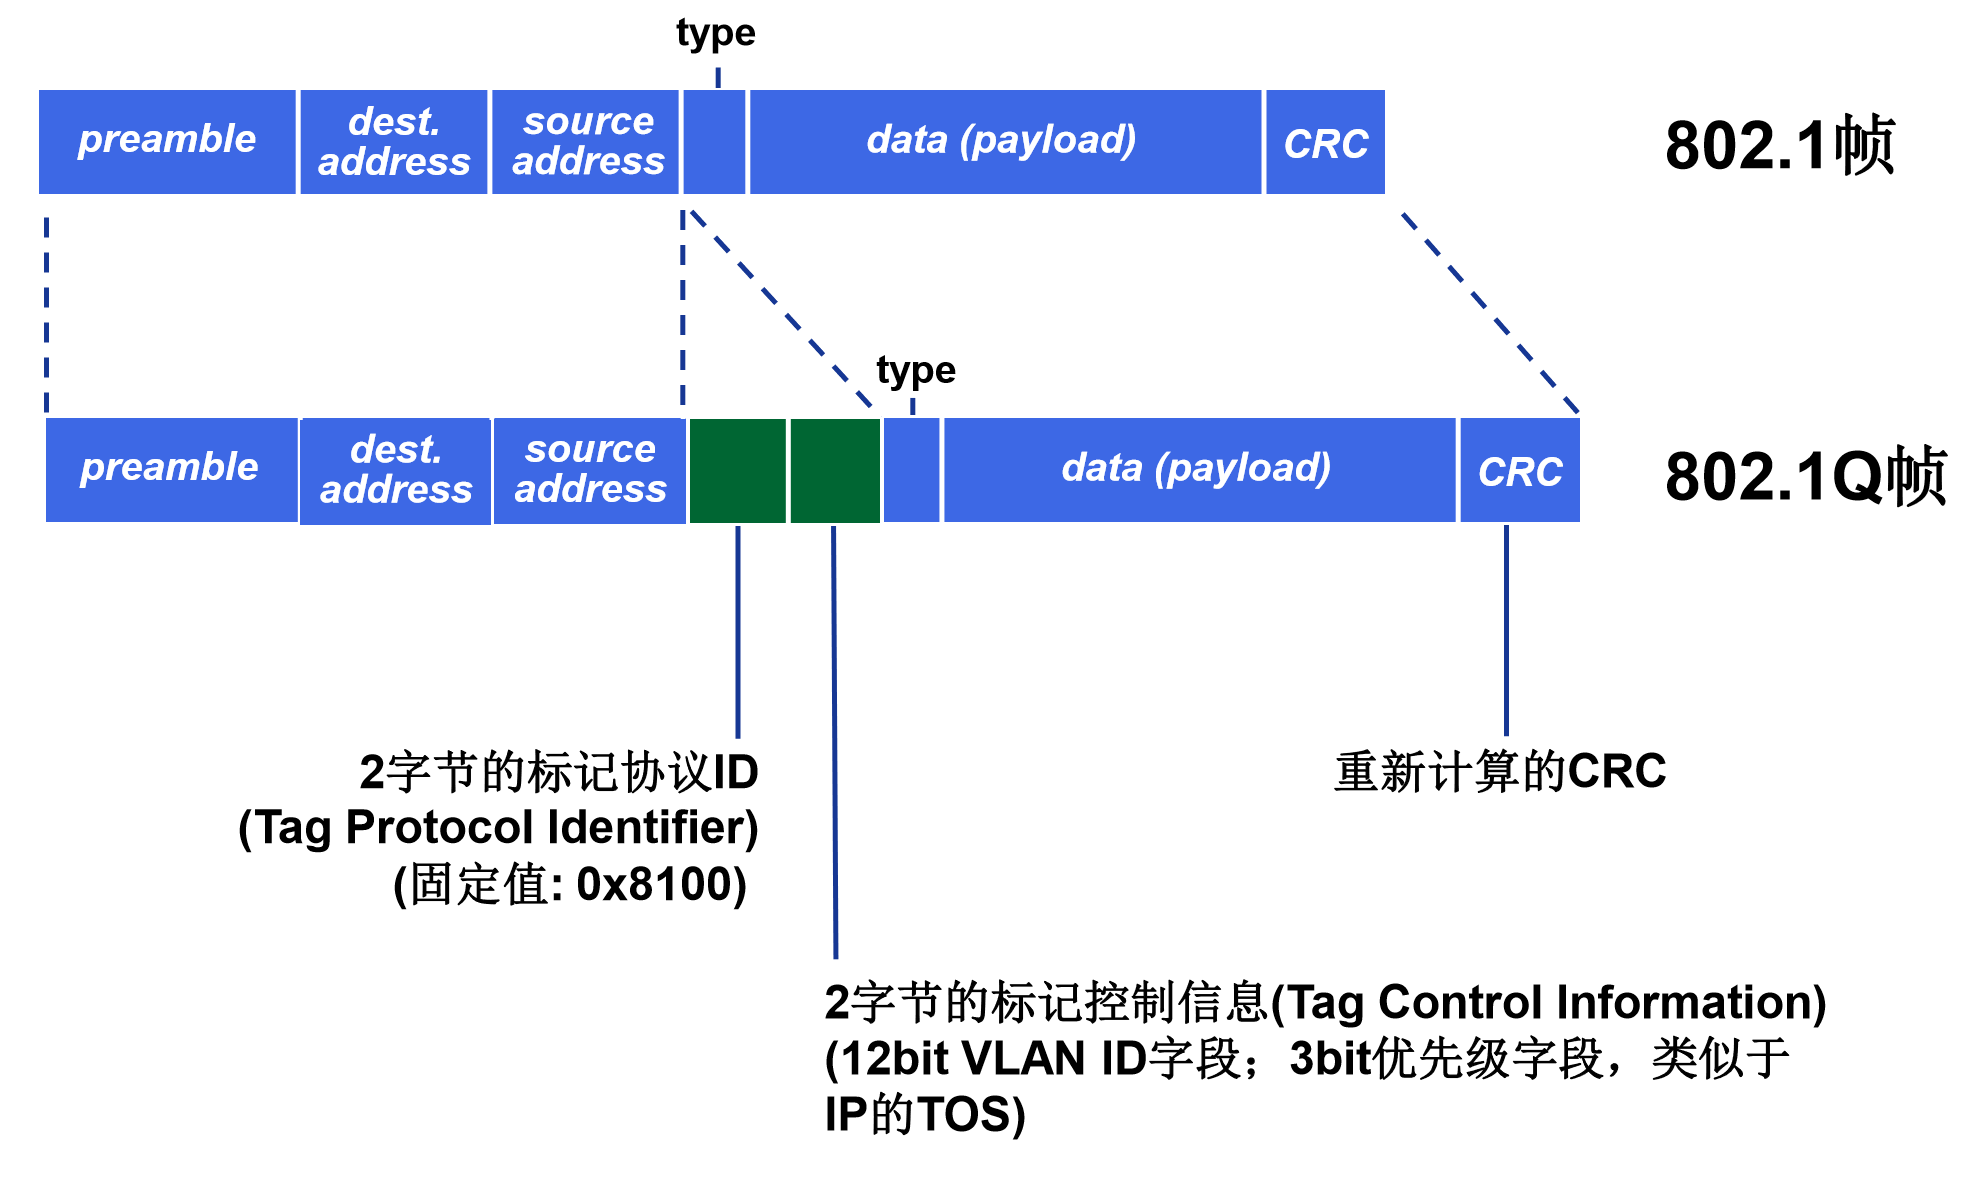 type
preamble
dest.
address
source
address
data (payload)
CRC
802.1帧
type
preamble
dest.
address
source
address
data (payload)
CRC
802.1Q帧
2字节的标记协议ID
(Tag Protocol Identifier)
(固定值: 0x8100)
重新计算的CRC
2字节的标记控制信息(Tag Control Information)
(12bit VLAN ID字段；3bit优先级字段，类似于
IP的TOS)